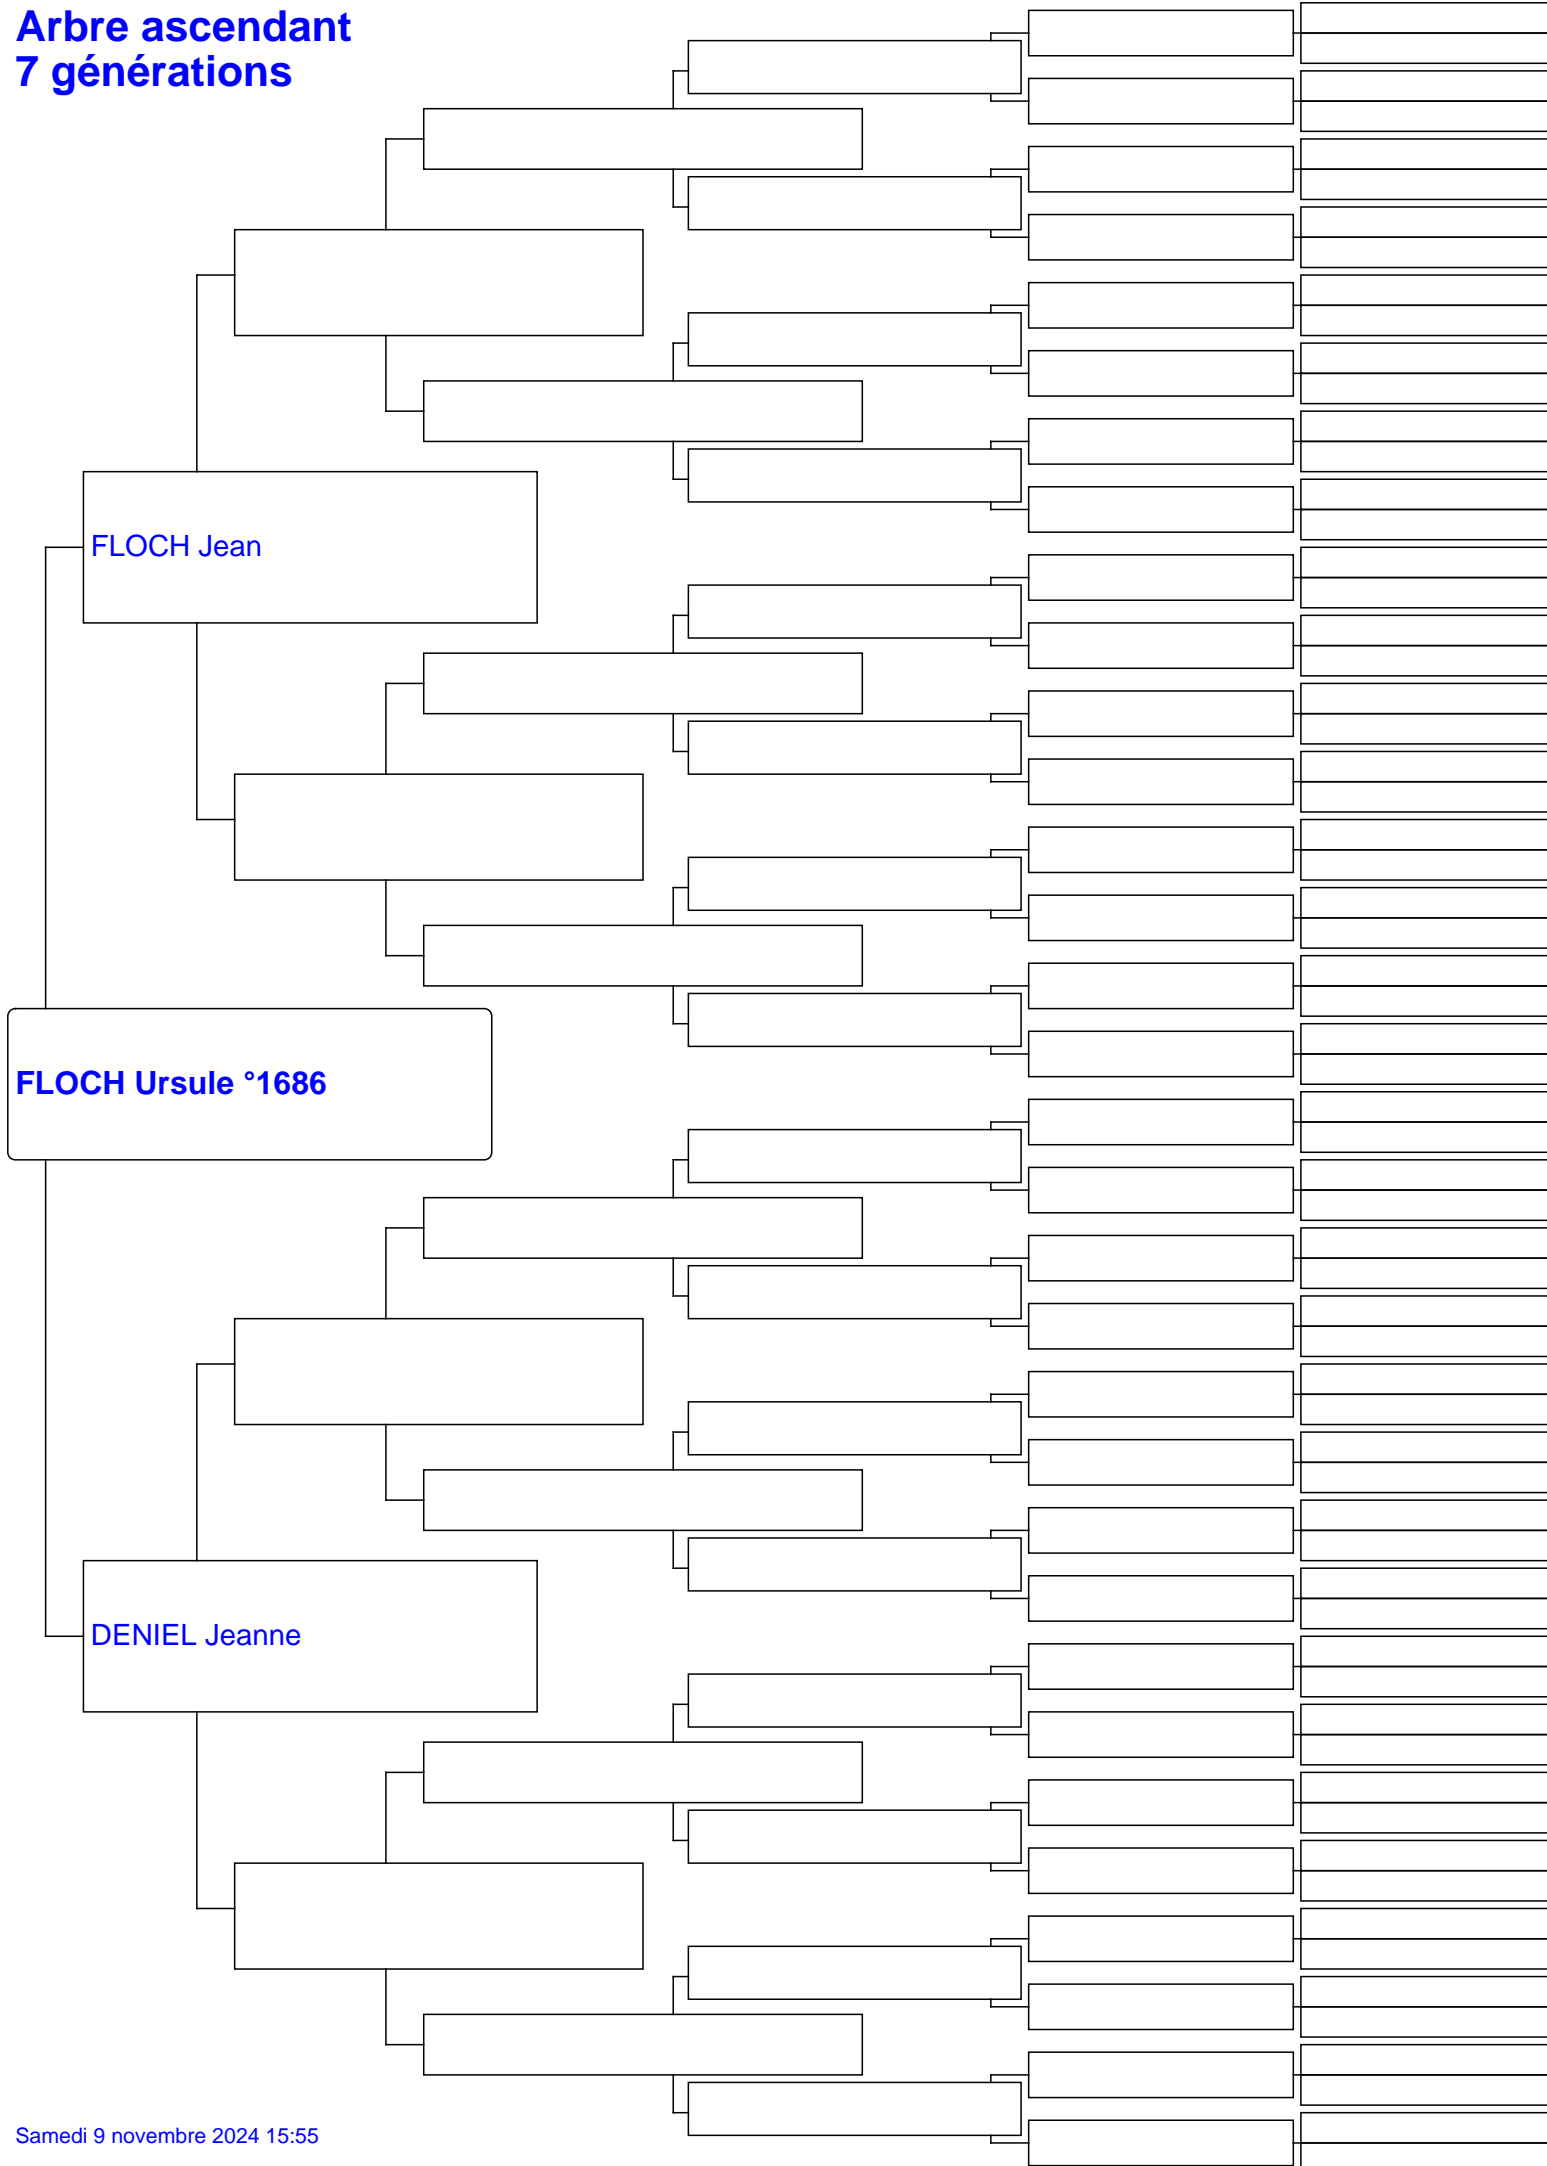 Arbre ascendant
7 générations
FLOCH Jean
FLOCH Ursule °1686
DENIEL Jeanne
Samedi 9 novembre 2024 15:55